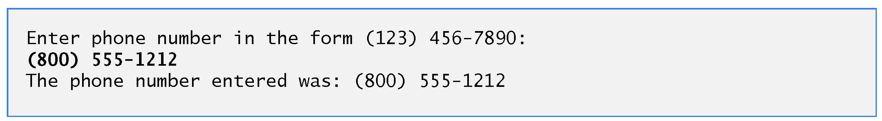 Enter phone number in the form (123) 456-7890:
(800) 555-1212
The phone number entered was: (800) 555-1212